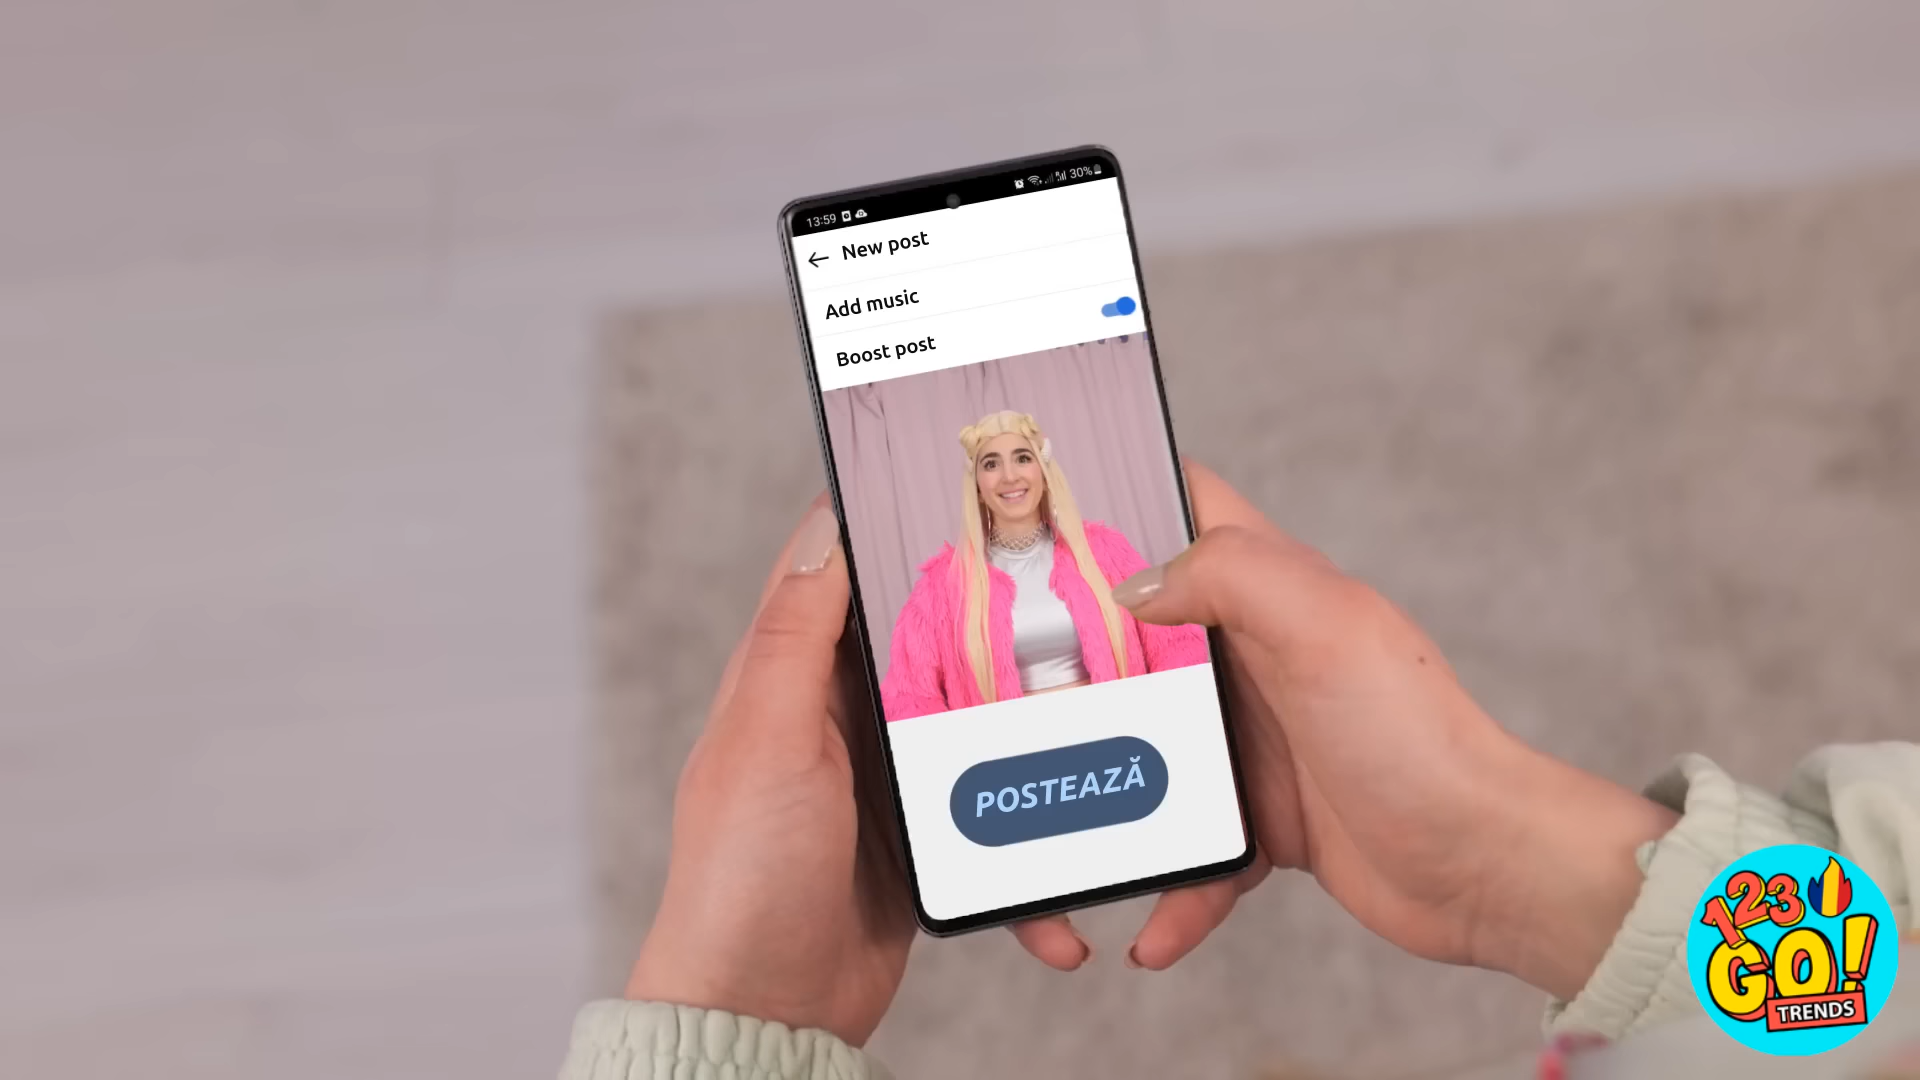 13:59
30%
New post
Add music
Boost post
POSTEAZĂ
123
GO!
TRENDS